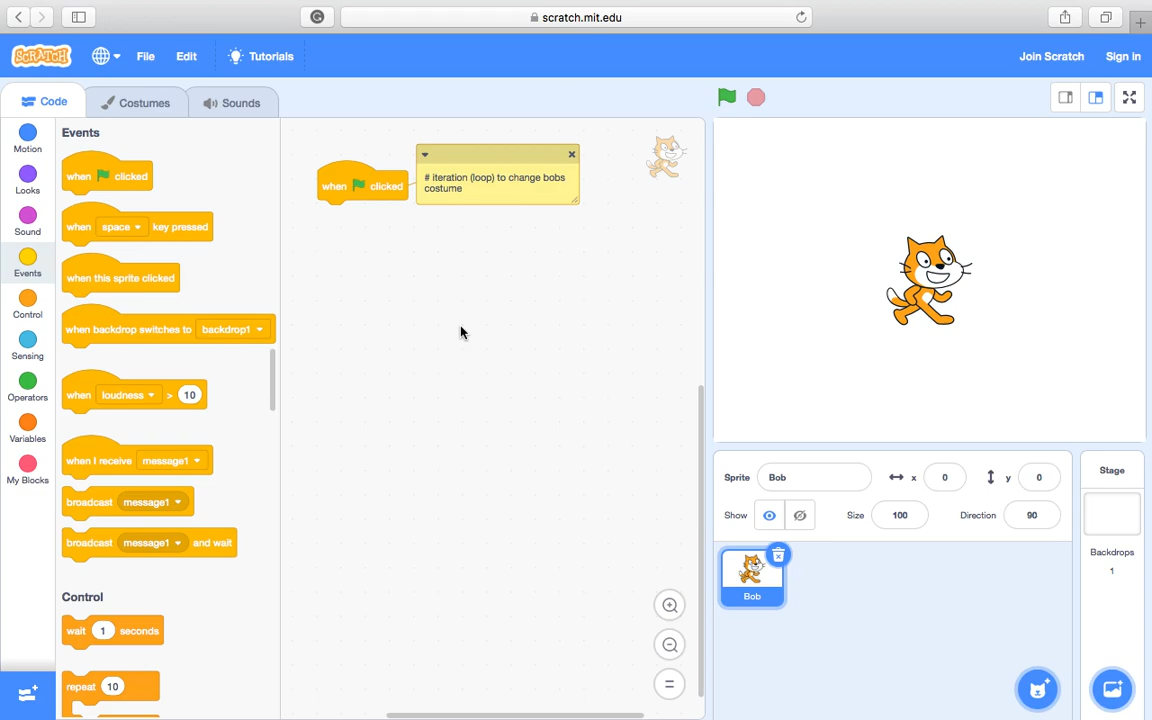 scratch.mit.edu
SCRATCH File Edit Tutorials Join Scratch Sign in
Code Costumes Sounds
Motion
Looks
Sound
Events
Control
Sensing
Operators
Variables
My Blocks
Events
when clicked
when space key pressed
when this sprite clicked
when backdrop switches to backdrop1
when loudness > 10
when I receive message1
broadcast message1
broadcast message1 and wait
Control
wait 1 seconds
repeat 10
when clicked
# iteration (loop) to change bobs
costume
Sprite Bob x 0 y 0
Show Size 100 Direction 90
Bob
Stage
Backdrops
1